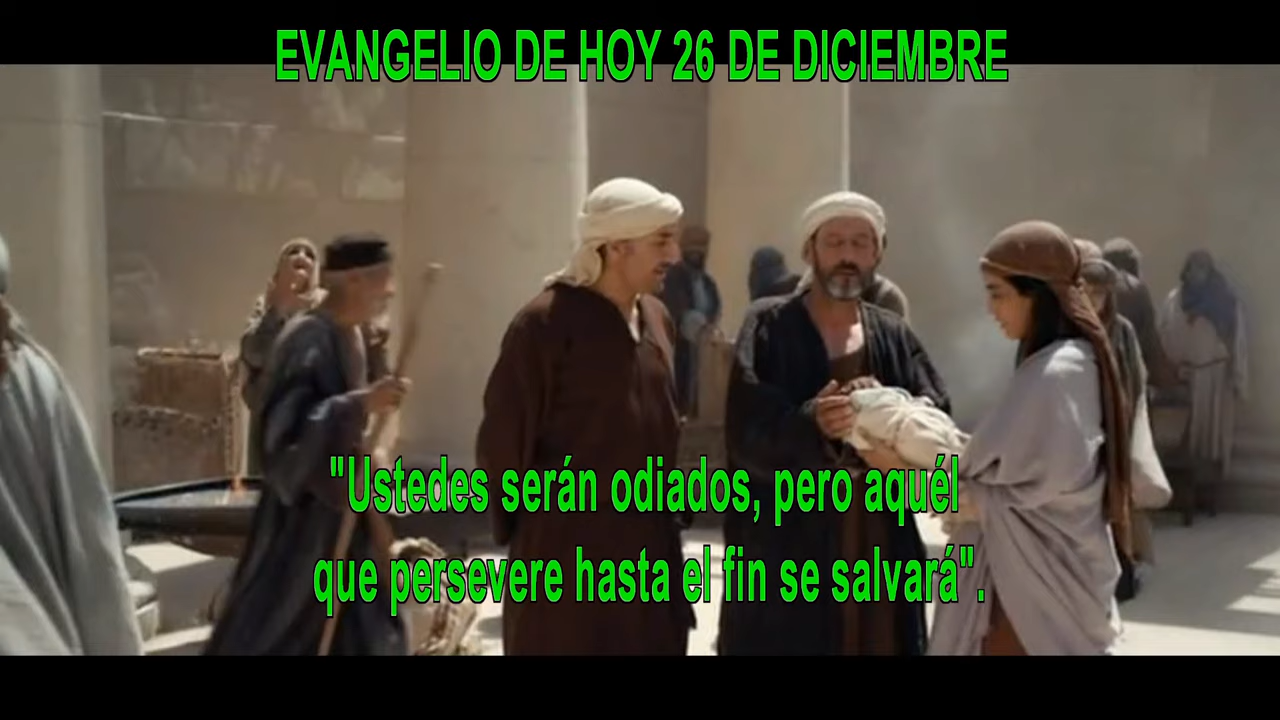 EVANGELIO DE HOY 26 DE DICIEMBRE
"Ustedes serán odiados, pero aquél
que persevere hasta el fin se salvará".